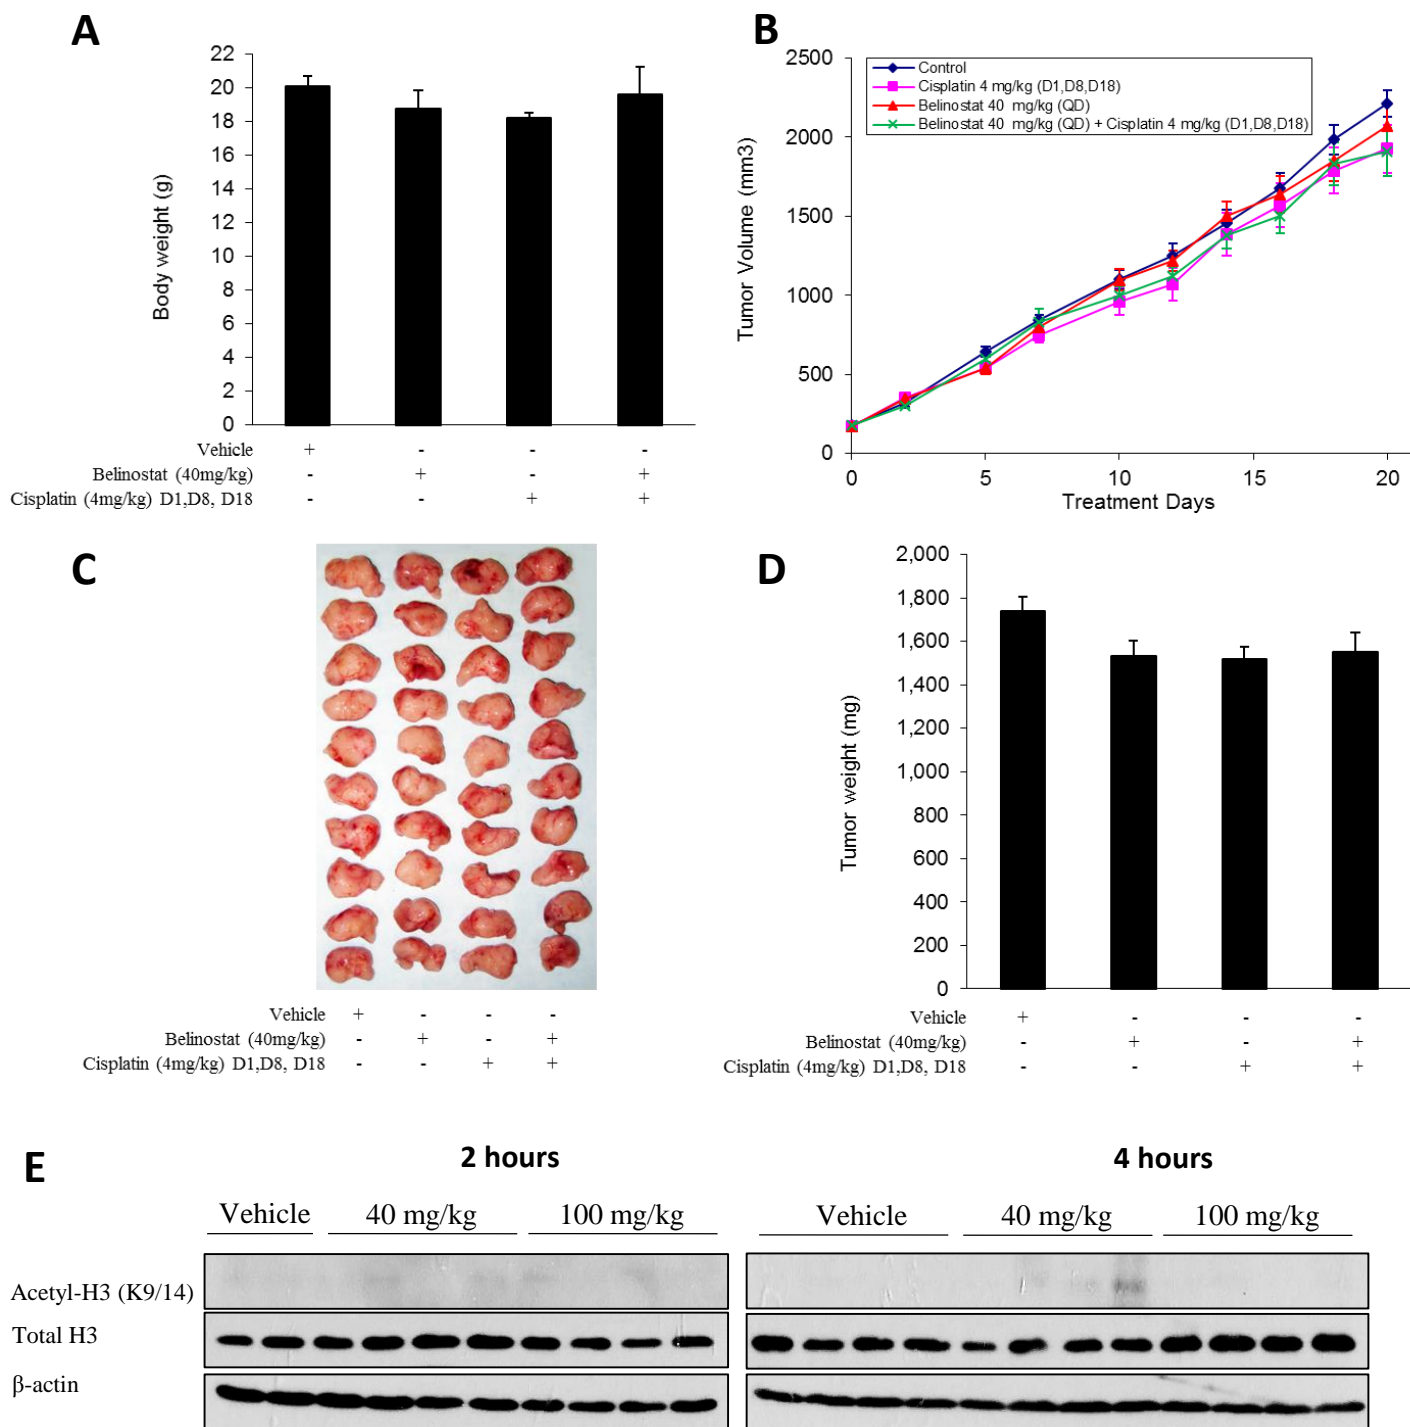 A
22
20
18
16
14
12
10
8
6
4
2
0
Body weight (g)
Vehicle + - - -
Belinostat (40mg/kg) - + - +
Cisplatin (4mg/kg) D1,D8, D18 - - + +
B
2500
2000
1500
1000
500
0
Tumor Volume (mm3)
Control
Cisplatin 4 mg/kg (D1,D8,D18)
Belinostat 40 mg/kg (QD)
Belinostat 40 mg/kg (QD) + Cisplatin 4 mg/kg (D1,D8,D18)
0 5 10 15 20
Treatment Days
C
Vehicle + - - -
Belinostat (40mg/kg) - + - +
Cisplatin (4mg/kg) D1,D8, D18 - - + +
D
2,000
1,800
1,600
1,400
1,200
1,000
800
600
400
200
0
Tumor weight (mg)
Vehicle + - - -
Belinostat (40mg/kg) - + - +
Cisplatin (4mg/kg) D1,D8, D18 - - + +
E
2 hours 4 hours
Vehicle 40 mg/kg 100 mg/kg Vehicle 40 mg/kg 100 mg/kg
Acetyl-H3 (K9/14)
Total H3
β-actin